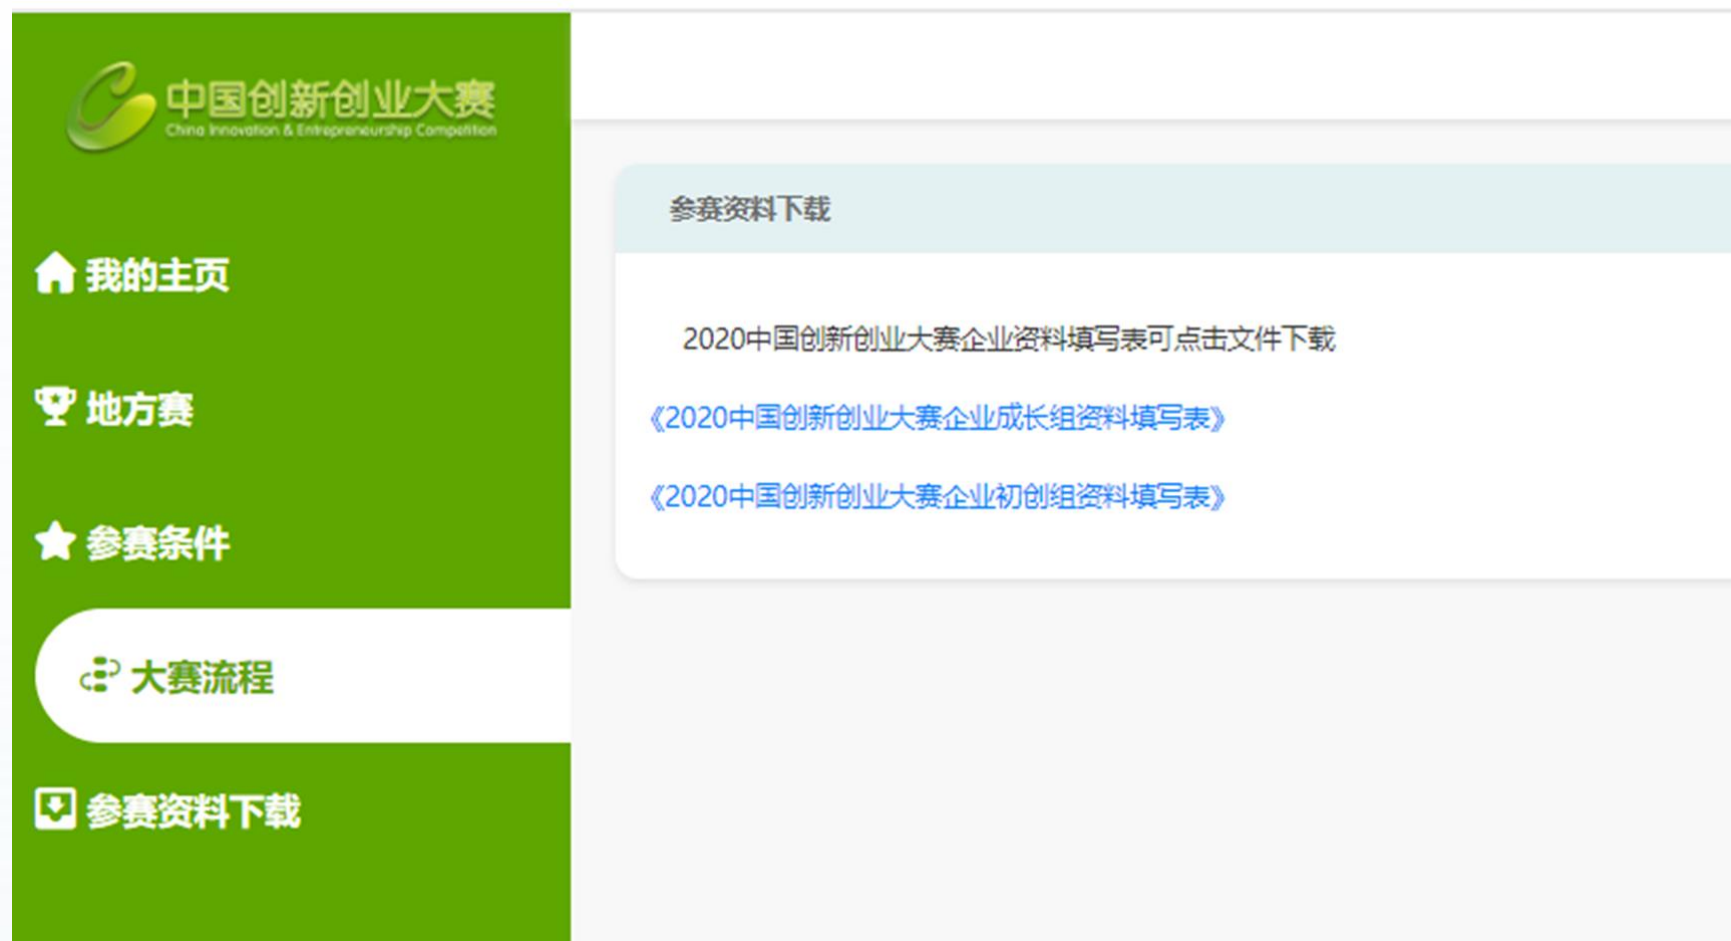 中国创新创业大赛
China Innovation & Entrepreneurship Competition
我的主页
地方赛
参赛条件
大赛流程
参赛资料下载
参赛资料下载
2020中国创新创业大赛企业资料填写表可点击文件下载
《2020中国创新创业大赛企业成长组资料填写表》
《2020中国创新创业大赛企业初创组资料填写表》